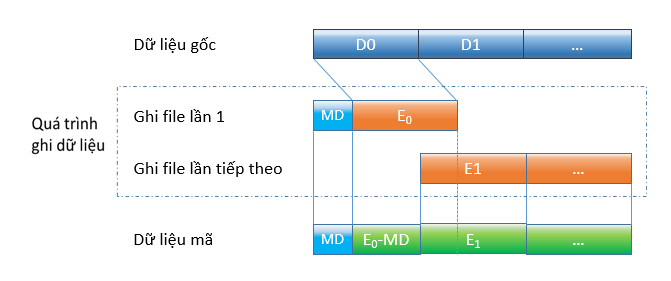 Dữ liệu gốc D0 D1 ...
Quá trình
ghi dữ liệu
Ghi file lần 1 MD E₀
Ghi file lần tiếp theo E1 ...
Dữ liệu mã MD E₀-MD E₁ ...